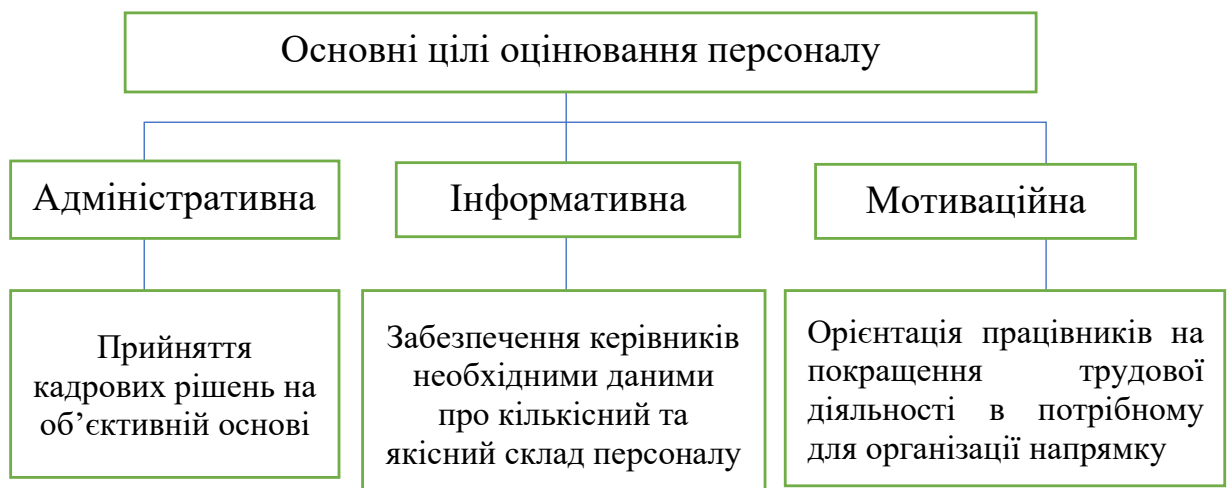 Основні цілі оцінювання персоналу
Адміністративна
Інформативна
Мотиваційна
Прийняття
кадрових рішень на
об’єктивній основі
Забезпечення керівників
необхідними даними
про кількісний та
якісний склад персоналу
Орієнтація працівників на
покращення трудової
діяльності в потрібному
для організації напрямку